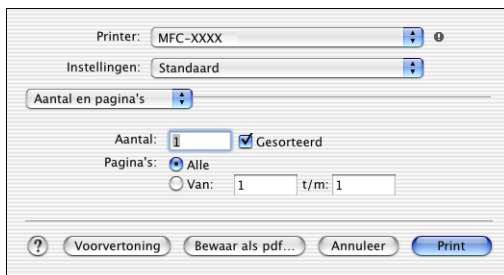 Printer: MFC-XXXX
Instellingen: Standaard
Aantal en pagina's
Aantal: 1 Gesorteerd
Pagina's: Alle
Van: 1 t/m: 1
? Voorvertoning Bewaar als pdf... Annuleer Print